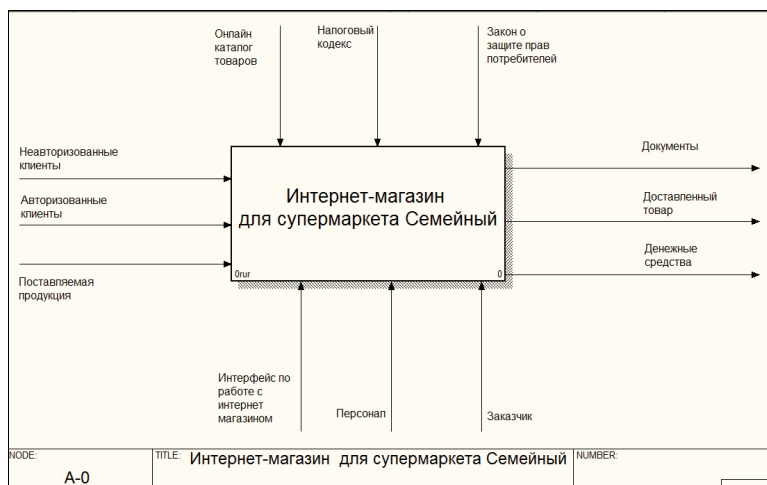 Онлайн
каталог
товаров
Налоговый
кодекс
Закон о
защите прав
потребителей
Неавторизованные
клиенты
Авторизованные
клиенты
Поставляемая
продукция
Интернет-магазин
для супермаркета Семейный
0rur
0
Документы
Доставленный
товар
Денежные
средства
Интерфейс по
работе с
интернет
магазином
Персонал
Заказчик
NODE:
A-0
TITLE:
Интернет-магазин для супермаркета Семейный
NUMBER: